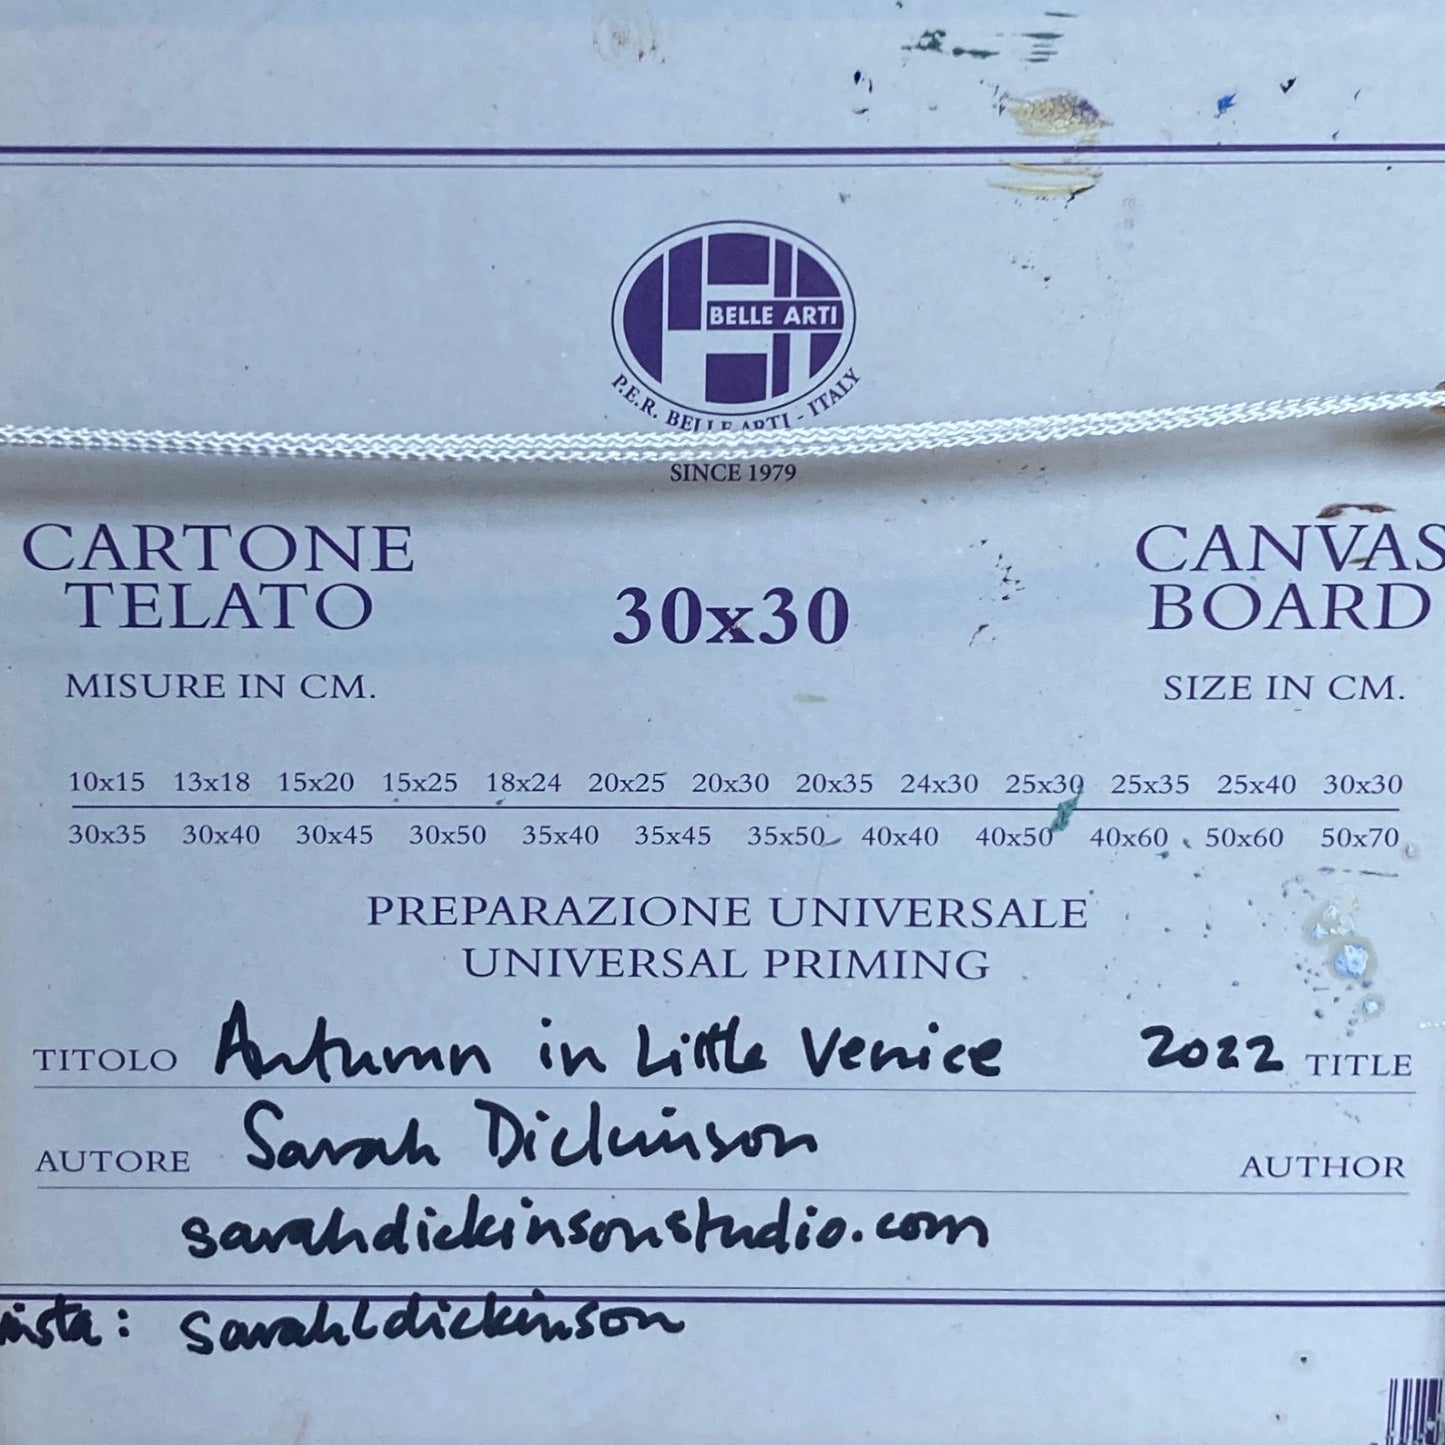 BELLE ARTI
P.E.R. BELLE ARTI - ITALY
SINCE 1979
CARTONE TELATO
MISURE IN CM.
30x30
CANVAS BOARD
SIZE IN CM.
10x15 13x18 15x20 15x25 18x24 20x25 20x30 20x35 24x30 25x30 25x35 25x40 30x30
30x35 30x40 30x45 30x50 35x40 35x45 35x50 40x40 40x50 40x60 50x60 50x70
PREPARAZIONE UNIVERSALE
UNIVERSAL PRIMING
TITOLO Autumn in Little Venice 2022 TITLE
AUTORE Sarah Dickinson AUTHOR
sarahdickinsonstudio.com
insta: sarahldickinson